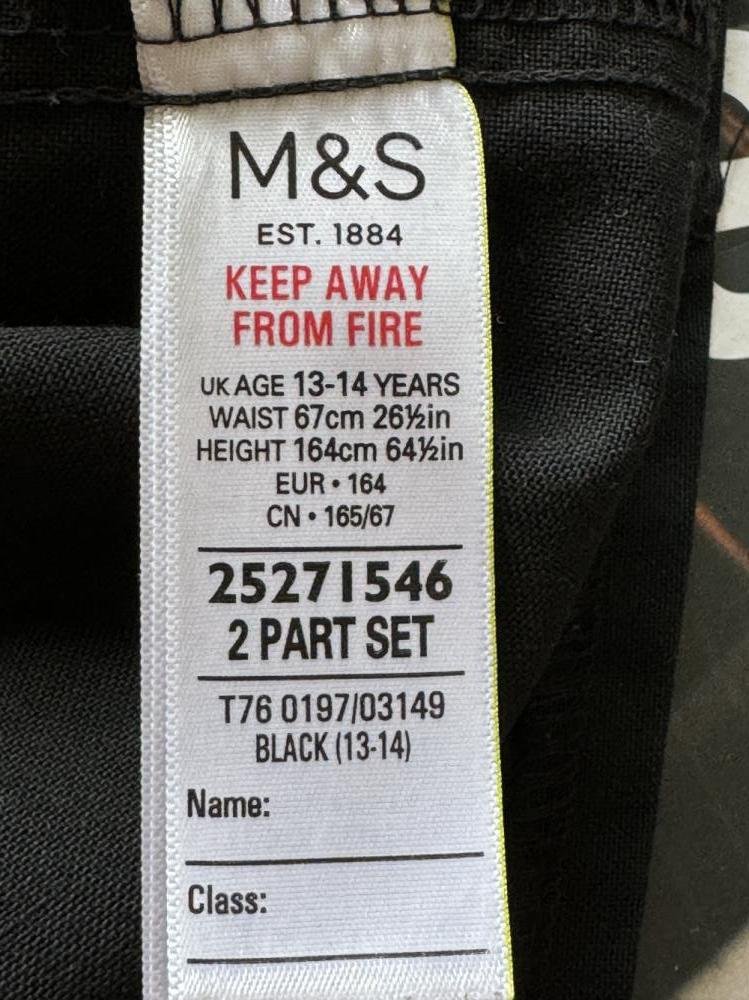 M&S
EST. 1884
KEEP AWAY
FROM FIRE
UK AGE 13-14 YEARS
WAIST 67cm 26½in
HEIGHT 164cm 64½in
EUR • 164
CN • 165/67
25271546
2 PART SET
T76 0197/03149
BLACK (13-14)
Name:
Class: